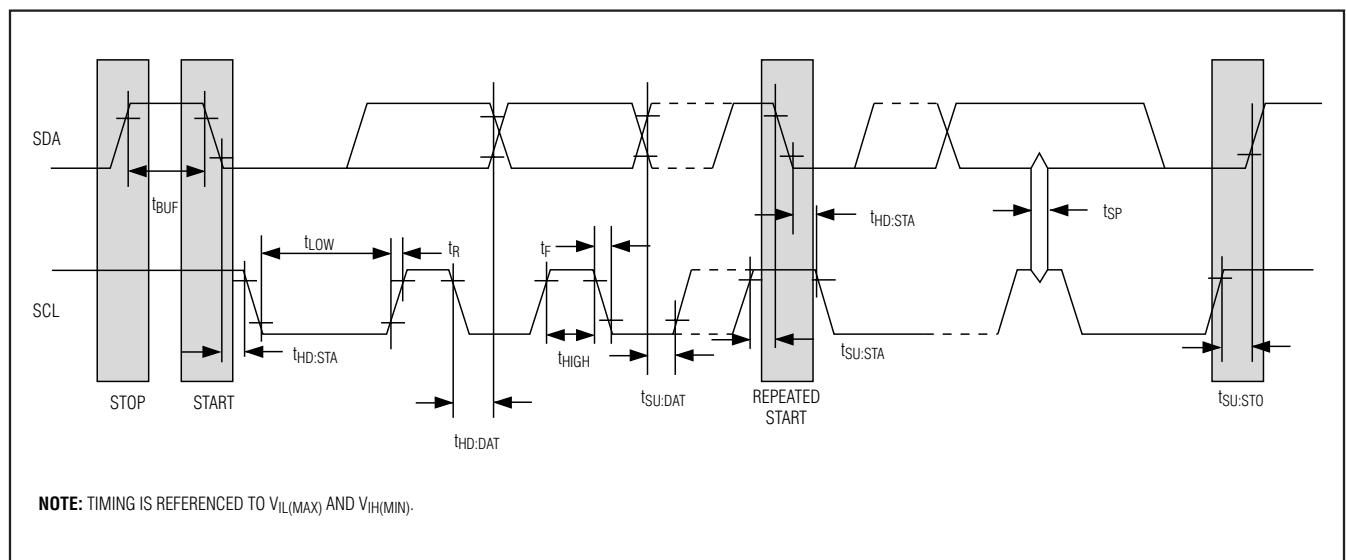 SDA
tBUF
tLOW
tR
tF
tHD:STA
tSP
SCL
tHD:STA
tHIGH
tSU:DAT
tSU:STA
tSU:STO
STOP
START
REPEATED
START
tHD:DAT
NOTE: TIMING IS REFERENCED TO VIL(MAX) AND VIH(MIN).